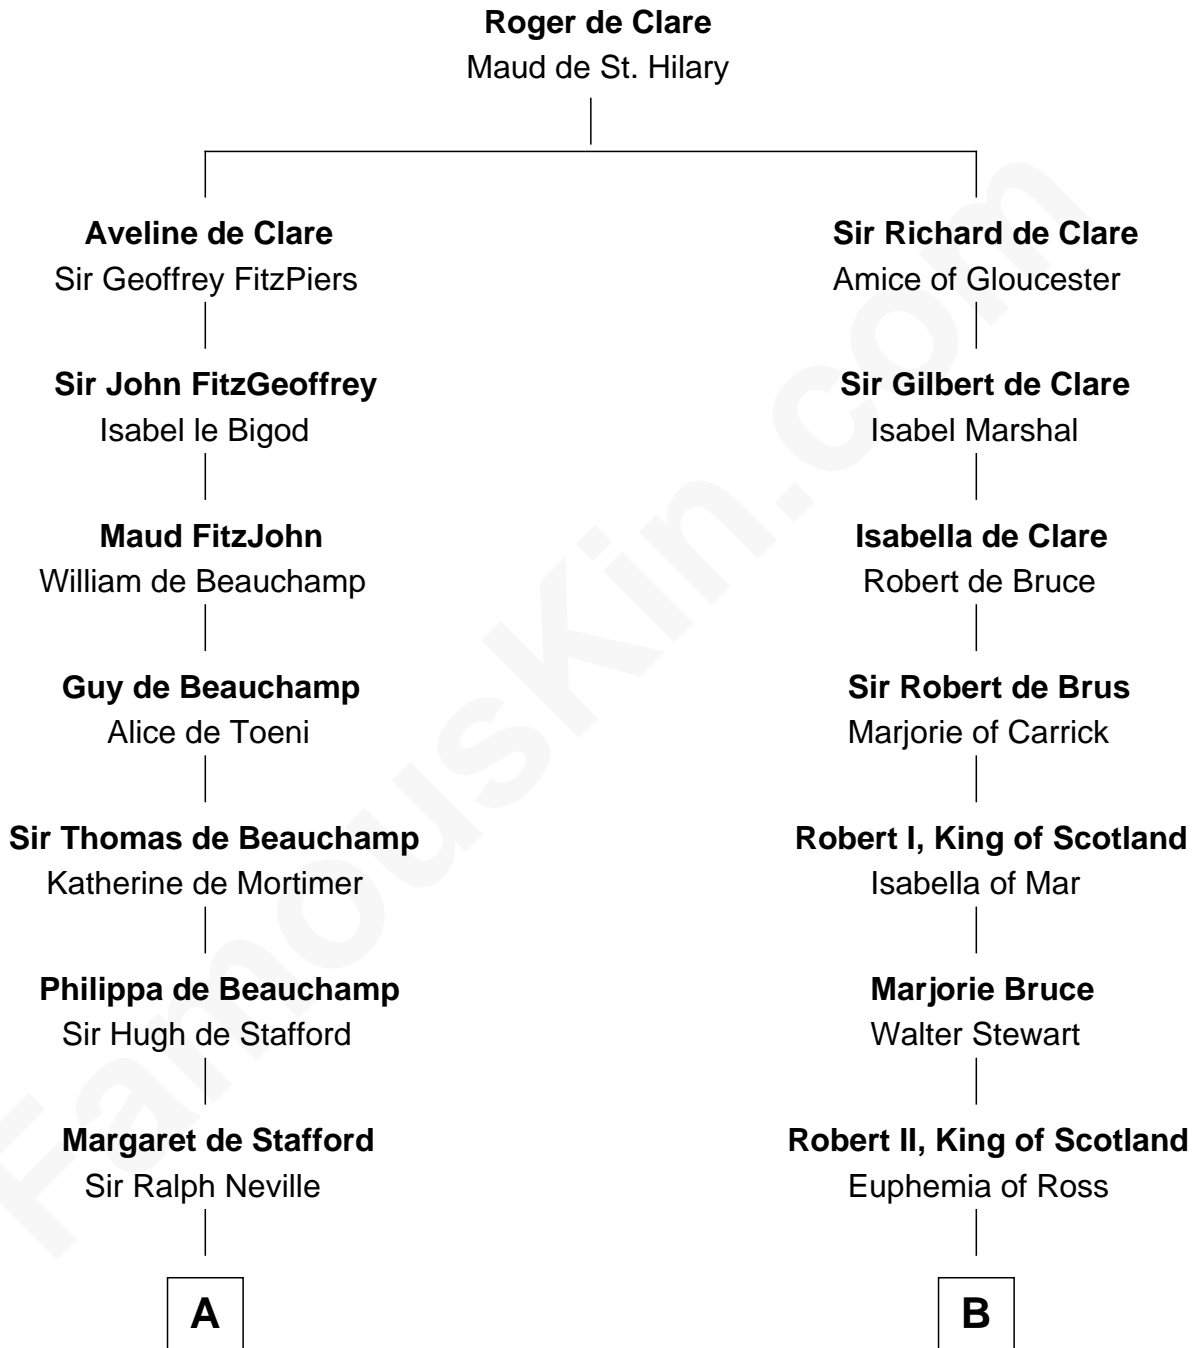 Roger de Clare
Maud de St. Hilary
Aveline de Clare
Sir Geoffrey FitzPiers
Sir Richard de Clare
Amice of Gloucester
Sir John FitzGeoffrey
Isabel le Bigod
Sir Gilbert de Clare
Isabel Marshal
Maud FitzJohn
William de Beauchamp
Isabella de Clare
Robert de Bruce
Guy de Beauchamp
Alice de Toeni
Sir Robert de Brus
Marjorie of Carrick
Sir Thomas de Beauchamp
Katherine de Mortimer
Robert I, King of Scotland
Isabella of Mar
Philippa de Beauchamp
Sir Hugh de Stafford
Marjorie Bruce
Walter Stewart
Margaret de Stafford
Sir Ralph Neville
Robert II, King of Scotland
Euphemia of Ross
A
B
FamousKin.com